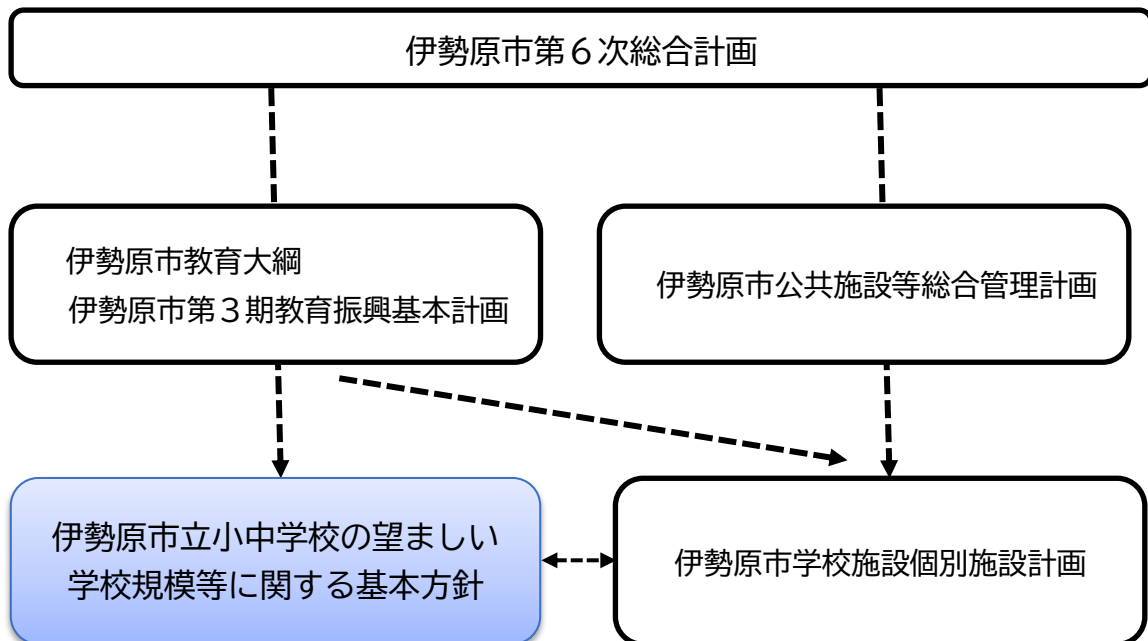 伊勢原市第６次総合計画
伊勢原市教育大綱
伊勢原市第３期教育振興基本計画
伊勢原市公共施設等総合管理計画
伊勢原市立小中学校の望ましい
学校規模等に関する基本方針
伊勢原市学校施設個別施設計画